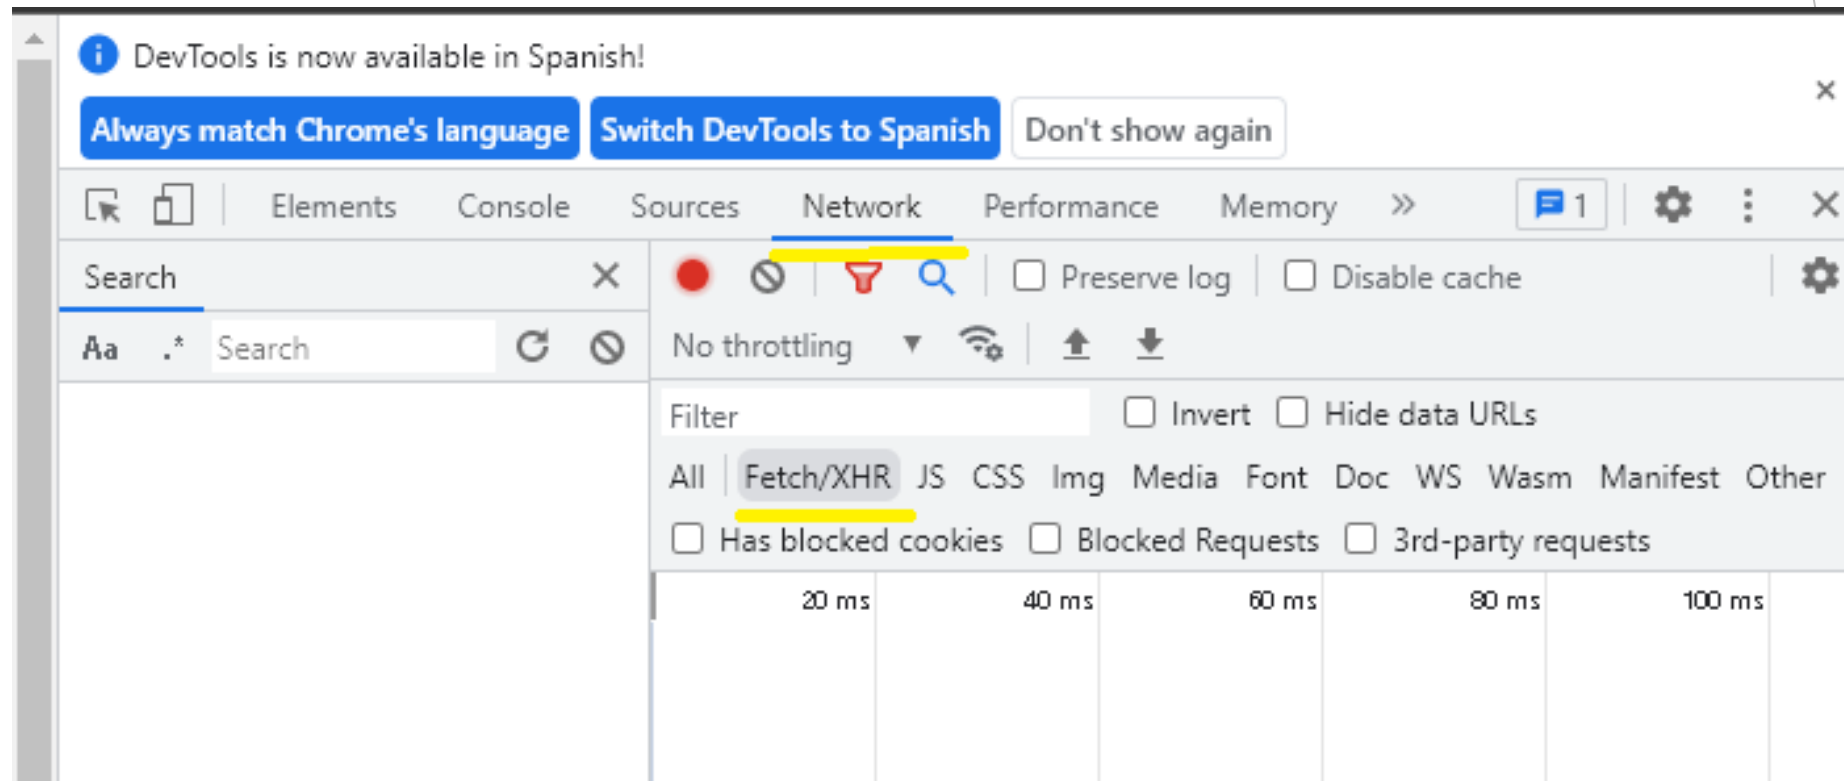 DevTools is now available in Spanish!
Always match Chrome's language Switch DevTools to Spanish Don't show again
Elements Console Sources Network Performance Memory 1
Search
Preserve log Disable cache
Aa .* Search
No throttling
Filter Invert Hide data URLs
All Fetch/XHR JS CSS Img Media Font Doc WS Wasm Manifest Other
Has blocked cookies Blocked Requests 3rd-party requests
20 ms 40 ms 60 ms 80 ms 100 ms